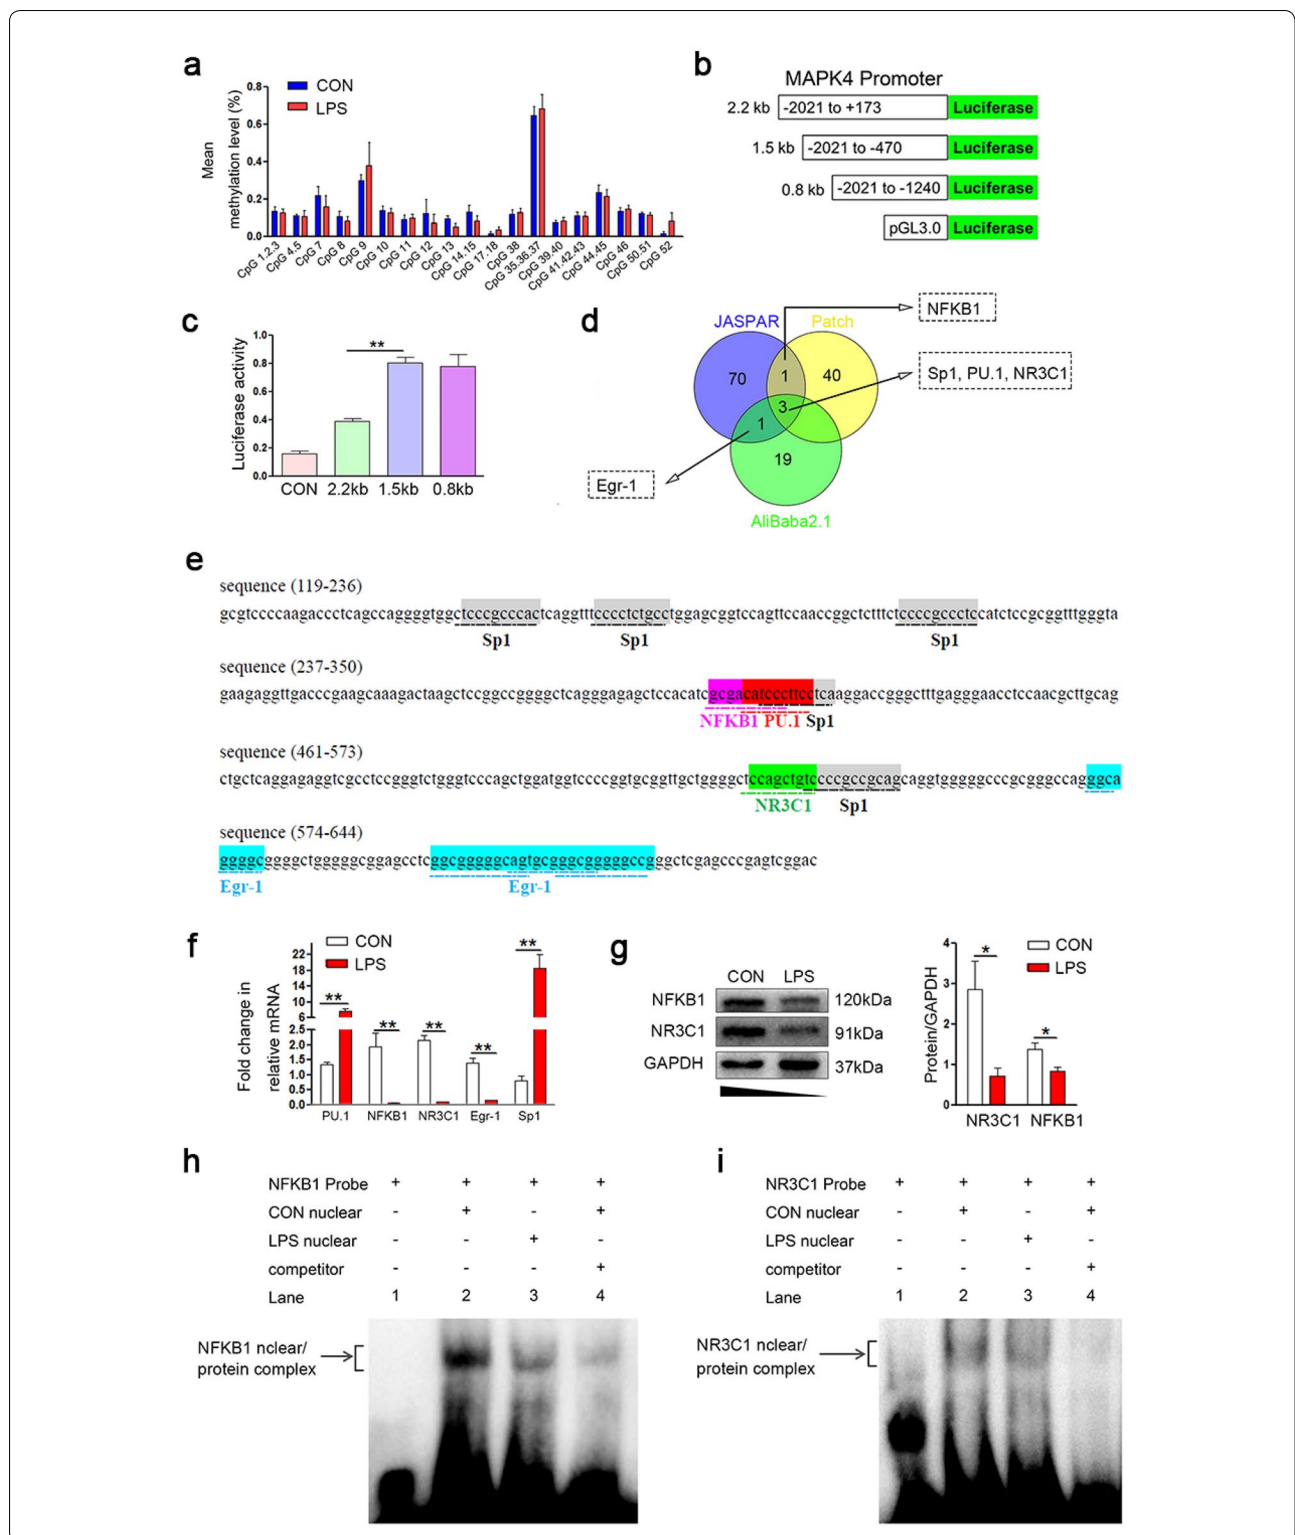 a
CON
LPS
Mean
methylation level (%)
0.8
0.6
0.4
0.2
0.0
CpG 1.2.3
CpG 4.5
CpG 7
CpG 8
CpG 9
CpG 10
CpG 11
CpG 12
CpG 13
CpG 14.15
CpG 17.18
CpG 38
CpG 35.36.37
CpG 39.40
CpG 41.42.43
CpG 44.45
CpG 46
CpG 50.51
CpG 52
b
MAPK4 Promoter
2.2 kb -2021 to +173 Luciferase
1.5 kb -2021 to -470 Luciferase
0.8 kb -2021 to -1240 Luciferase
pGL3.0 Luciferase
c
Luciferase activity
1.0
0.8
0.6
0.4
0.2
0.0
**
CON 2.2kb 1.5kb 0.8kb
d
JASPAR Patch
NFKB1
70 1 40
Sp1, PU.1, NR3C1
3
1
19
Egr-1
AliBaba2.1
e
sequence (119-236)
gcgtccccaagaccctcagccaggggtggctcccgcccactcaggtttcccctctgcctggagcggtccagttccaaccggctctttctccccgccctccatctccgcggtttgggta
Sp1 Sp1 Sp1
sequence (237-350)
gaagaggttgacccgaagcaaagactaagctccggccggggctcagggagagctccacatcgcgacatcccttcctcaaggaccgggctttgagggaacctccaacgcttgcag
NFKB1 PU.1 Sp1
sequence (461-573)
ctgctcaggagaggtcgcctccgggtctgggtcccagctggatggtccccggtgcggttgctggggctccagctgtccccgccgcagcaggtgggggcccgcgggccagggca
NR3C1 Sp1
sequence (574-644)
gggggcggggctgggggcggagcctcggcgggggcagtgcgggcgggggccgggctcgagcccgagtcggac
Egr-1 Egr-1
f
CON
LPS
Fold change in
relative mRNA
22
18
14
10
6
2.5
2.0
1.5
1.0
0.5
0.0
** ** ** ** **
PU.1 NFKB1 NR3C1 Egr-1 Sp1
g
CON LPS
NFKB1 120kDa
NR3C1 91kDa
GAPDH 37kDa
Protein/GAPDH
4
3
2
1
0
CON
LPS
* *
NR3C1 NFKB1
h
NFKB1 Probe + + + +
CON nuclear - + - +
LPS nuclear - - + -
competitor - - - +
Lane 1 2 3 4
NFKB1 nclear/
protein complex
i
NR3C1 Probe + + + +
CON nuclear - + - +
LPS nuclear - - + -
competitor - - - +
Lane 1 2 3 4
NR3C1 nclear/
protein complex